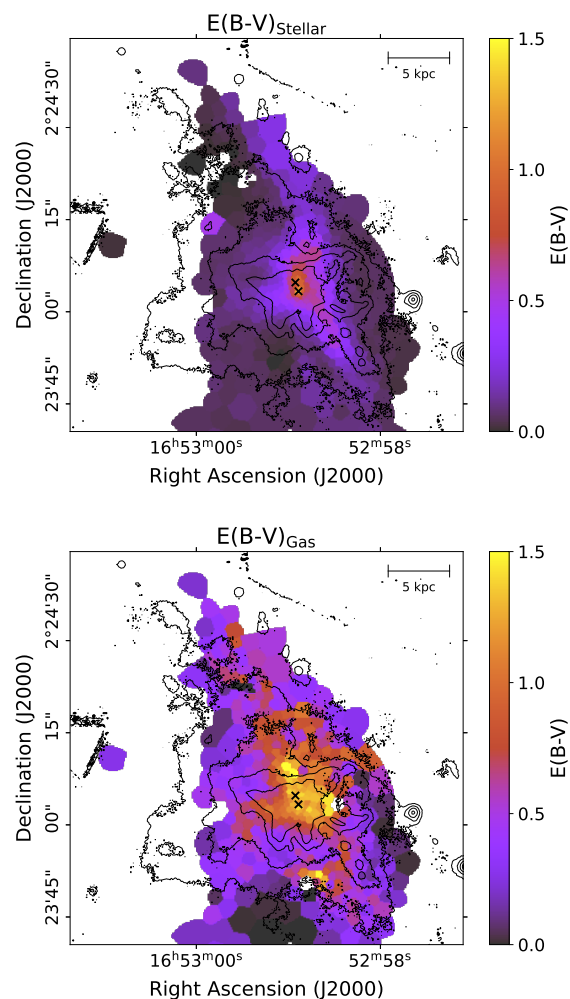 E(B-V)Stellar
5 kpc
1.5
1.0
0.5
0.0
E(B-V)
2°24'30"
15"
00"
23'45"
Declination (J2000)
16ʰ53ᵐ00ˢ
52ᵐ58ˢ
Right Ascension (J2000)
E(B-V)Gas
5 kpc
1.5
1.0
0.5
0.0
E(B-V)
2°24'30"
15"
00"
23'45"
Declination (J2000)
16ʰ53ᵐ00ˢ
52ᵐ58ˢ
Right Ascension (J2000)